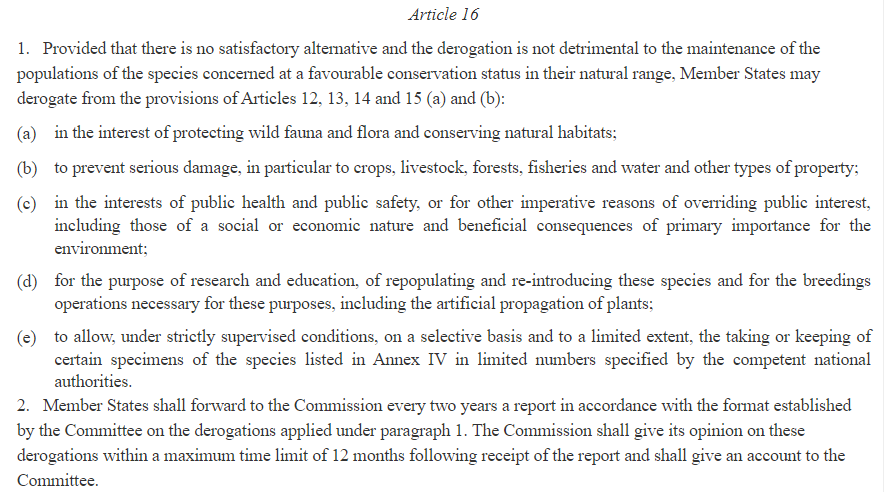 Article 16
1. Provided that there is no satisfactory alternative and the derogation is not detrimental to the maintenance of the
populations of the species concerned at a favourable conservation status in their natural range, Member States may
derogate from the provisions of Articles 12, 13, 14 and 15 (a) and (b):
(a) in the interest of protecting wild fauna and flora and conserving natural habitats;
(b) to prevent serious damage, in particular to crops, livestock, forests, fisheries and water and other types of property;
(c) in the interests of public health and public safety, or for other imperative reasons of overriding public interest,
including those of a social or economic nature and beneficial consequences of primary importance for the
environment;
(d) for the purpose of research and education, of repopulating and re-introducing these species and for the breedings
operations necessary for these purposes, including the artificial propagation of plants;
(e) to allow, under strictly supervised conditions, on a selective basis and to a limited extent, the taking or keeping of
certain specimens of the species listed in Annex IV in limited numbers specified by the competent national
authorities.
2. Member States shall forward to the Commission every two years a report in accordance with the format established
by the Committee on the derogations applied under paragraph 1. The Commission shall give its opinion on these
derogations within a maximum time limit of 12 months following receipt of the report and shall give an account to the
Committee.